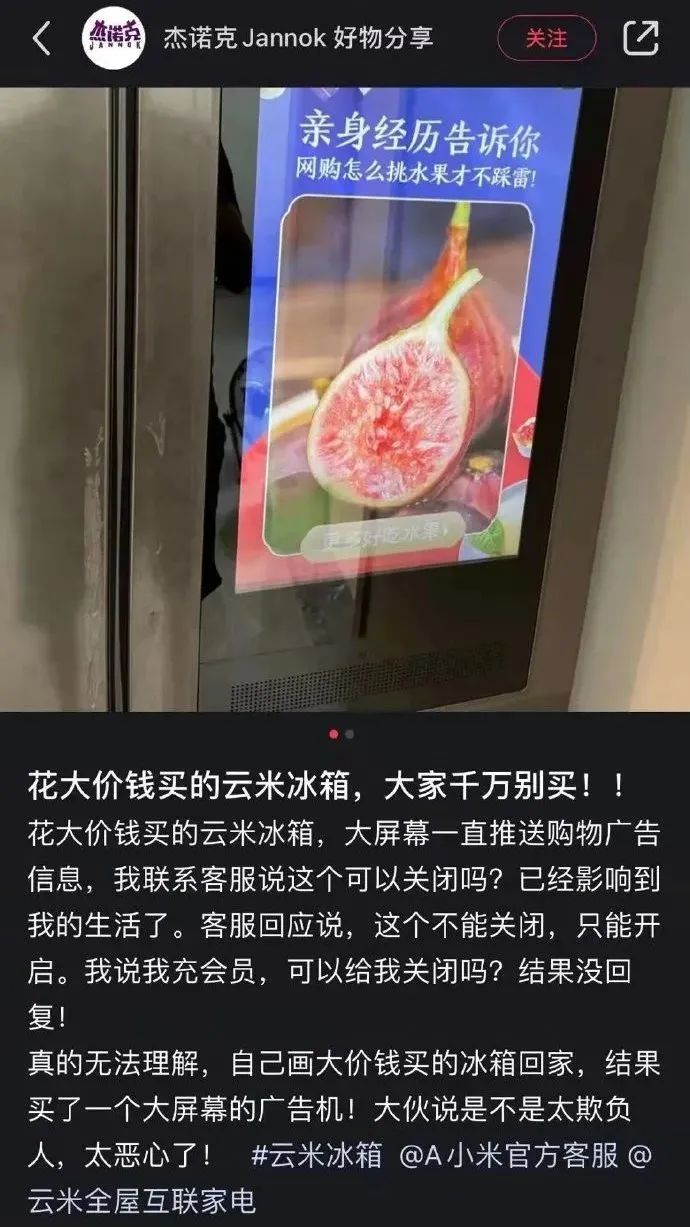 杰诺克
JANNOK
杰诺克Jannok 好物分享
关注
亲身经历告诉你
网购怎么挑水果才不踩雷!
更多好吃水果›
花大价钱买的云米冰箱，大家千万别买！！
花大价钱买的云米冰箱，大屏幕一直推送购物广告
信息，我联系客服说这个可以关闭吗？已经影响到
我的生活了。客服回应说，这个不能关闭，只能开
启。我说我充会员，可以给我关闭吗？结果没回
复！
真的无法理解，自己画大价钱买的冰箱回家，结果
买了一个大屏幕的广告机！大伙说是不是太欺负
人，太恶心了！ #云米冰箱 @A小米官方客服 @
云米全屋互联家电